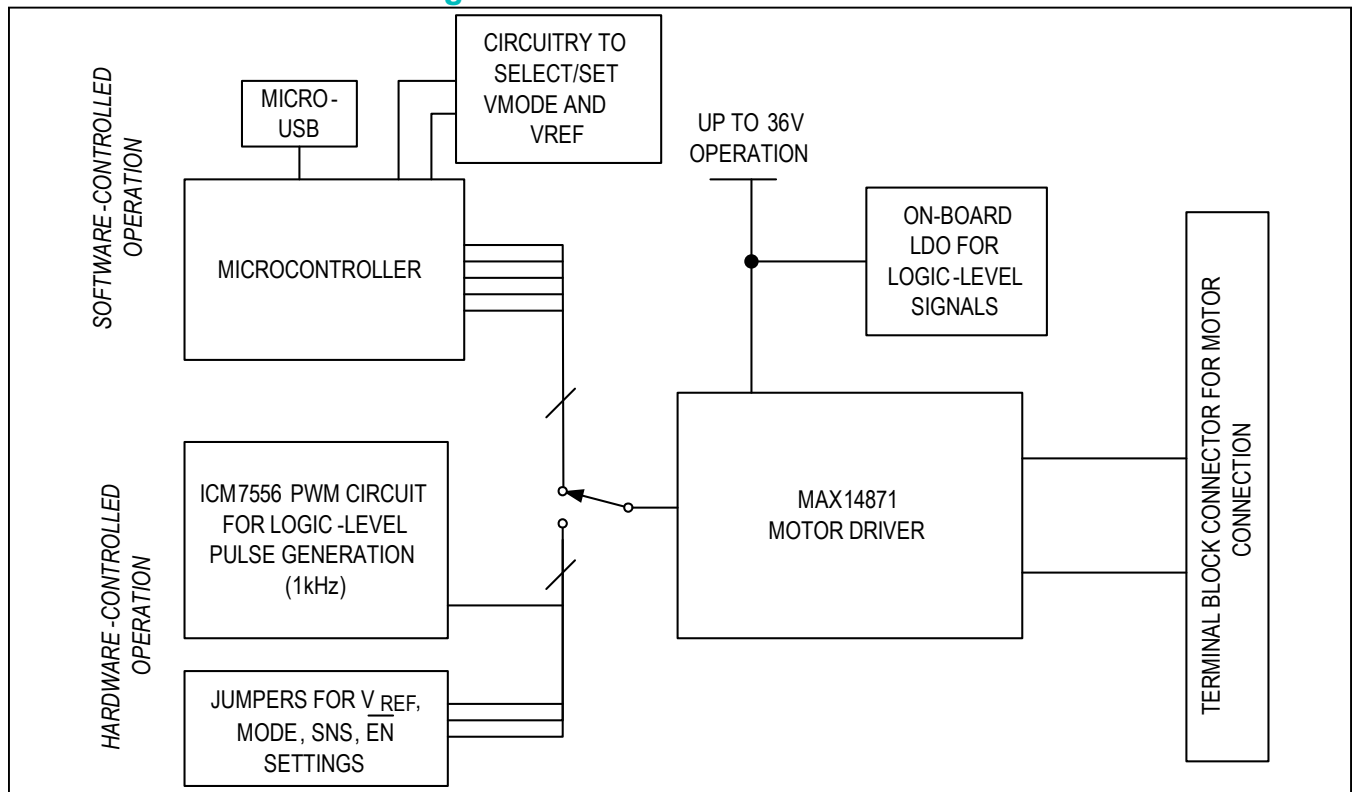 g
SOFTWARE-CONTROLLED
OPERATION
MICRO-
USB
CIRCUITRY TO
SELECT/SET
VMODE AND
VREF
MICROCONTROLLER
UP TO 36V
OPERATION
ON-BOARD
LDO FOR
LOGIC-LEVEL
SIGNALS
HARDWARE-CONTROLLED
OPERATION
ICM7556 PWM CIRCUIT
FOR LOGIC-LEVEL
PULSE GENERATION
(1kHz)
JUMPERS FOR VREF,
MODE, SNS, E̅N̅
SETTINGS
MAX14871
MOTOR DRIVER
TERMINAL BLOCK CONNECTOR FOR MOTOR
CONNECTION